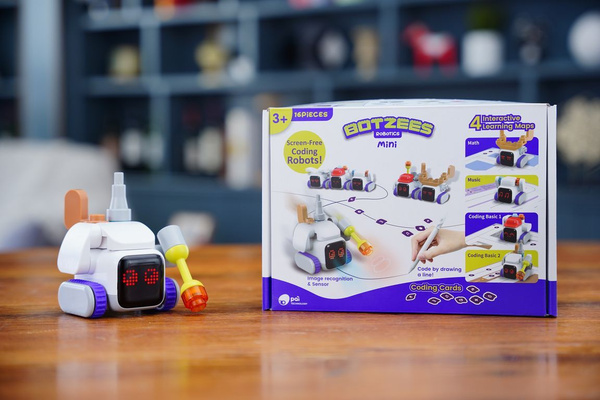 3+
16PIECES
BOTZEES
ROBOTICS
Mini
4 Interactive
Learning Maps
Screen-Free
Coding
Robots!
Math
Music
Coding Basic 1
Coding Basic 2
Image recognition
& Sensor
Code by drawing
a line!
Coding Cards
pai
TECHNOLOGY